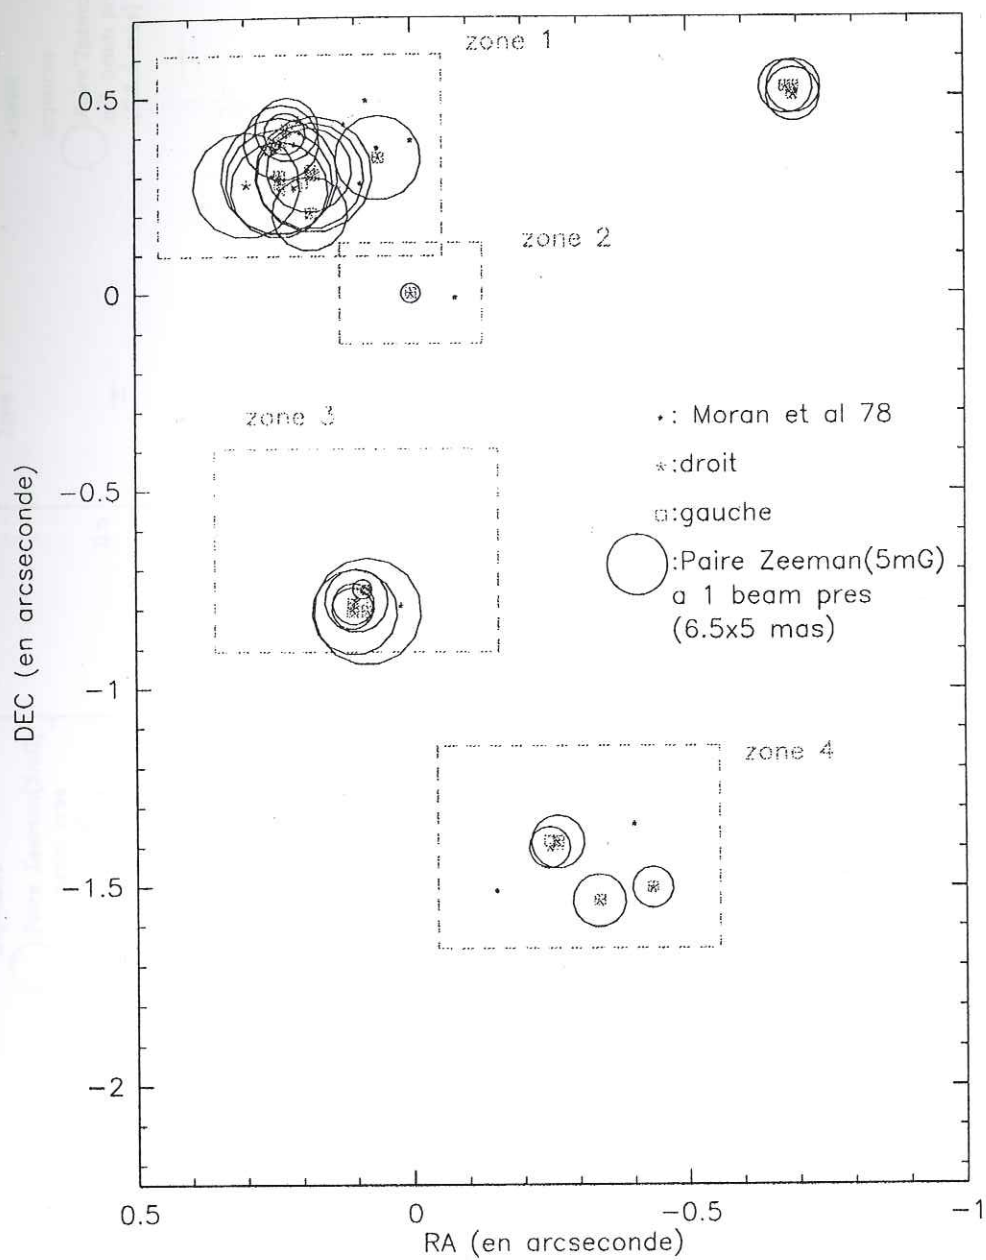 zone 1
0.5
zone 2
0
zone 3
: Moran et al 78
*:droit
−0.5
□:gauche
:Paire Zeeman(5mG)
a 1 beam pres
(6.5x5 mas)
DEC (en arcseconde)
−1
zone 4
−1.5
−2
0.5
0
−0.5
−1
RA (en arcseconde)